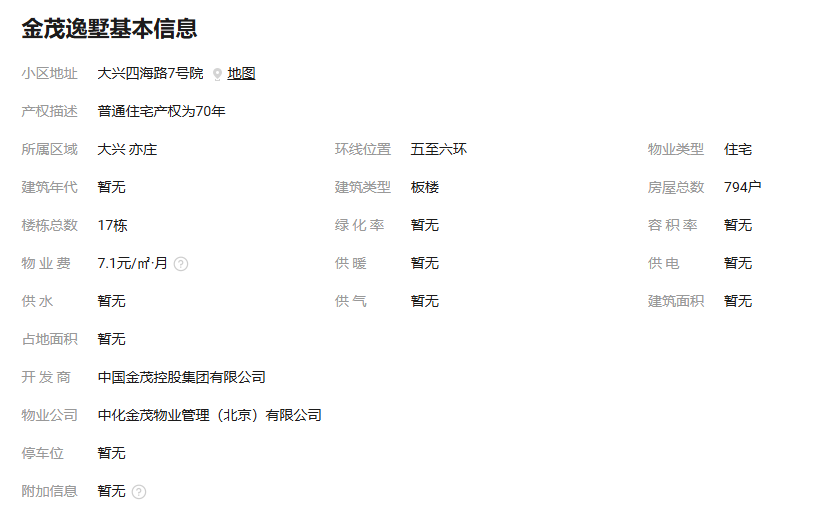 金茂逸墅基本信息
小区地址 大兴四海路7号院 地图
产权描述 普通住宅产权为70年
所属区域 大兴 亦庄 环线位置 五至六环 物业类型 住宅
建筑年代 暂无 建筑类型 板楼 房屋总数 794户
楼栋总数 17栋 绿 化 率 暂无 容 积 率 暂无
物 业 费 7.1元/㎡·月 ? 供 暖 暂无 供 电 暂无
供 水 暂无 供 气 暂无 建筑面积 暂无
占地面积 暂无
开 发 商 中国金茂控股集团有限公司
物业公司 中化金茂物业管理（北京）有限公司
停车位 暂无
附加信息 暂无 ?